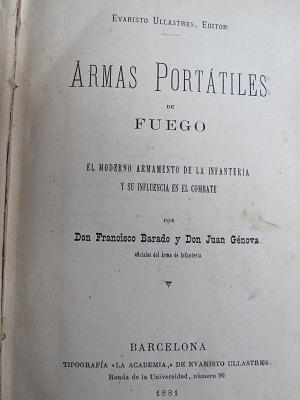 EVARISTO ULLASTRES, EDITOR
ARMAS PORTÁTILES
DE
FUEGO
EL MODERNO ARMAMENTO DE LA INFANTERIA
Y SU INFLUENCIA EN EL COMBATE
POR
Don Francisco Barado y Don Juan Génova
oficiales del Arma de Infantería
BARCELONA
TIPOGRAFÍA «LA ACADEMIA,» DE EVARISTO ULLASTRES
Ronda de la Universidad, número 96
1881